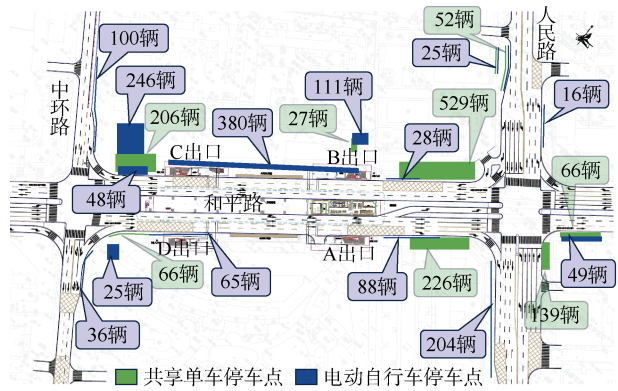 52辆
人民路
100辆
25辆
246辆
111辆
中环路
206辆
27辆
529辆
16辆
C出口
380辆
B出口
28辆
66辆
48辆
和平路
D出口
A出口
66辆
65辆
88辆
226辆
49辆
25辆
139辆
36辆
204辆
共享单车停车点
电动自行车停车点